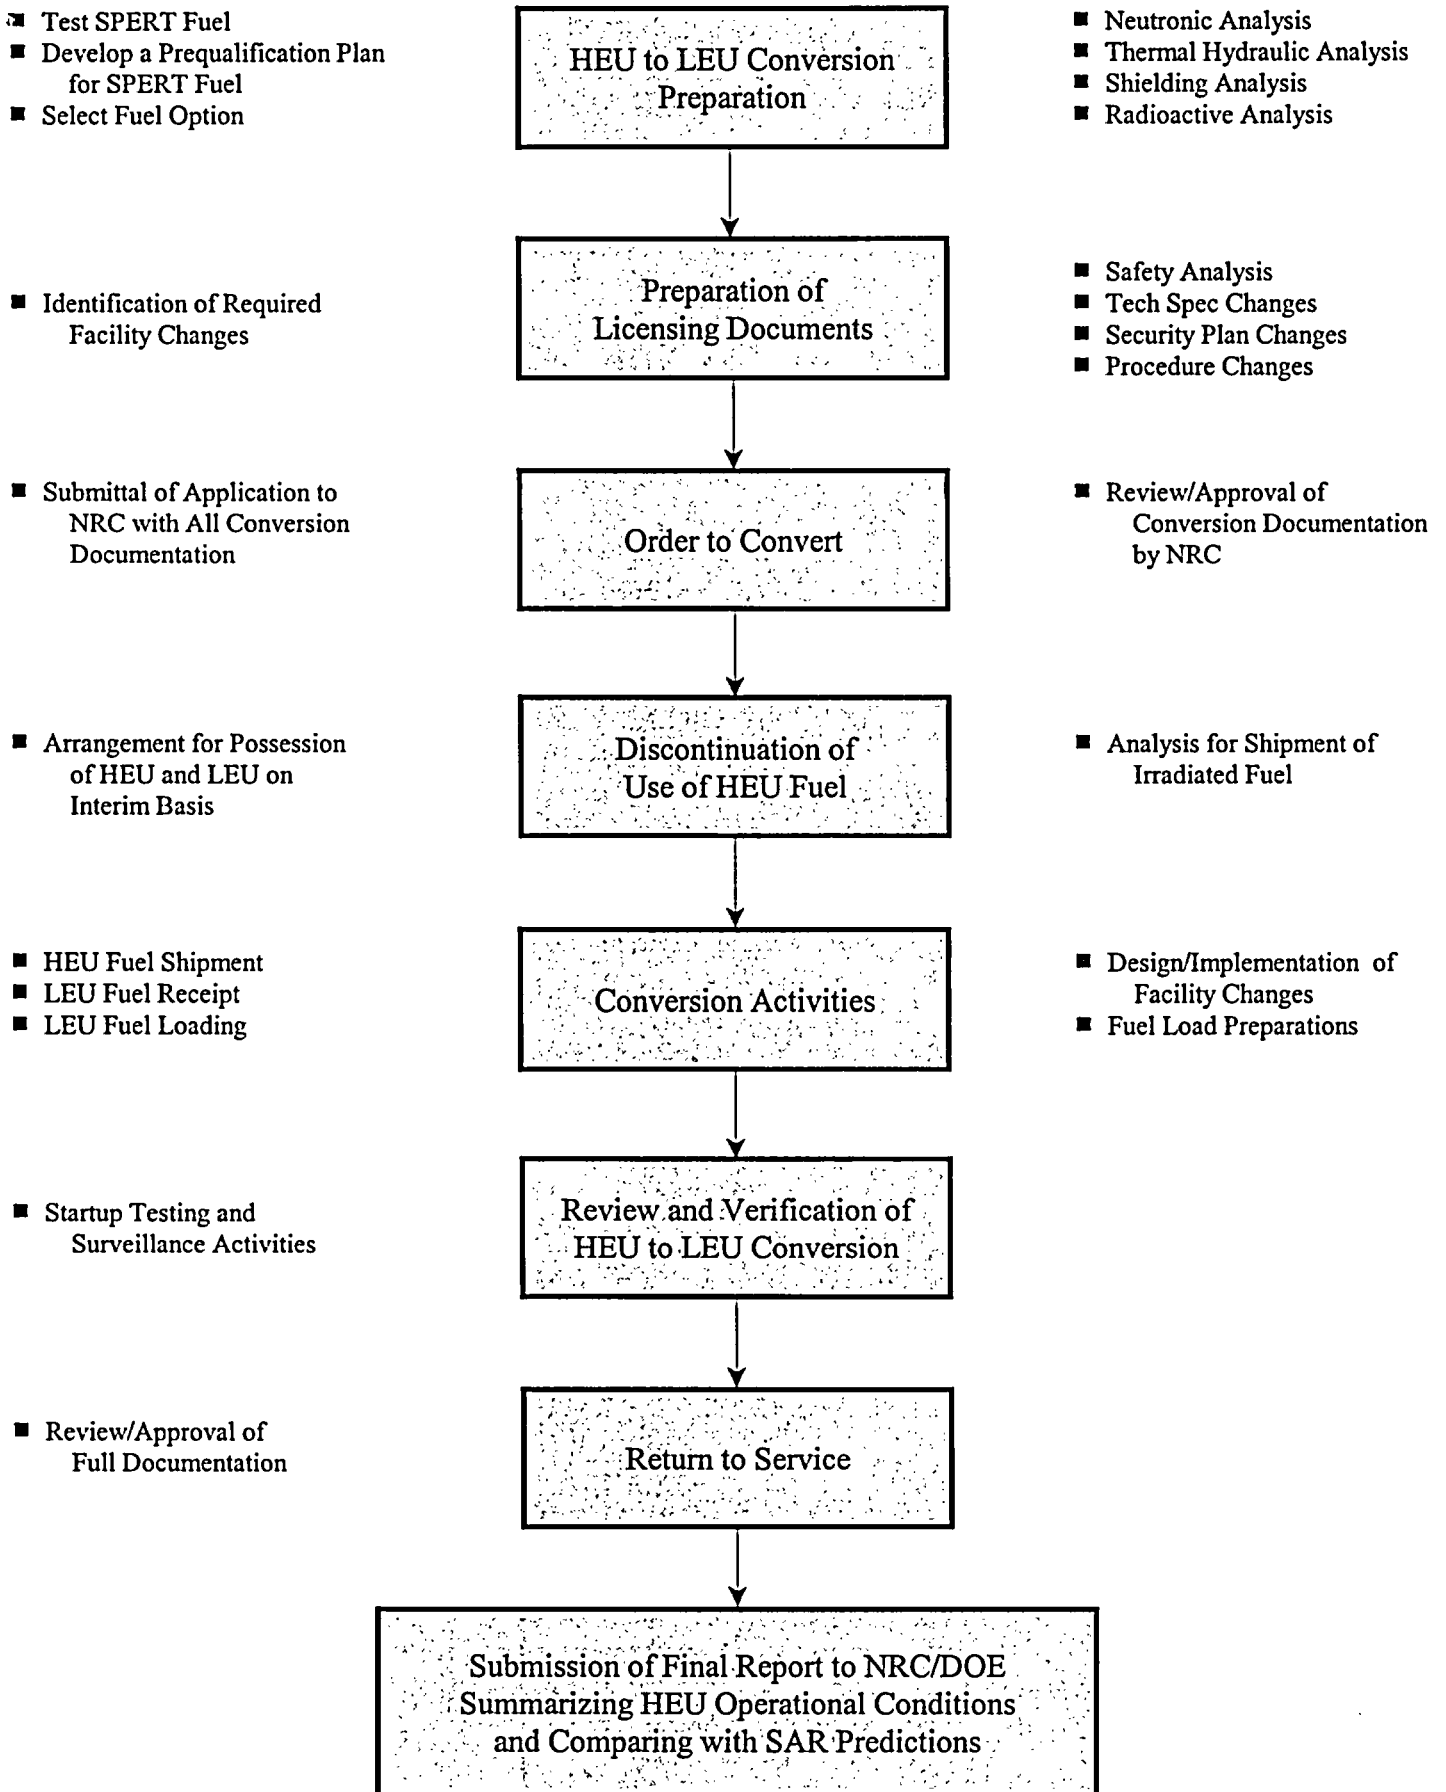 ■ Test SPERT Fuel
■ Develop a Prequalification Plan
for SPERT Fuel
■ Select Fuel Option
HEU to LEU Conversion
Preparation
■ Neutronic Analysis
■ Thermal Hydraulic Analysis
■ Shielding Analysis
■ Radioactive Analysis
■ Identification of Required
Facility Changes
Preparation of
Licensing Documents
■ Safety Analysis
■ Tech Spec Changes
■ Security Plan Changes
■ Procedure Changes
■ Submittal of Application to
NRC with All Conversion
Documentation
Order to Convert
■ Review/Approval of
Conversion Documentation
by NRC
■ Arrangement for Possession
of HEU and LEU on
Interim Basis
Discontinuation of
Use of HEU Fuel
■ Analysis for Shipment of
Irradiated Fuel
■ HEU Fuel Shipment
■ LEU Fuel Receipt
■ LEU Fuel Loading
Conversion Activities
■ Design/Implementation of
Facility Changes
■ Fuel Load Preparations
■ Startup Testing and
Surveillance Activities
Review and Verification of
HEU to LEU Conversion
■ Review/Approval of
Full Documentation
Return to Service
Submission of Final Report to NRC/DOE
Summarizing HEU Operational Conditions
and Comparing with SAR Predictions